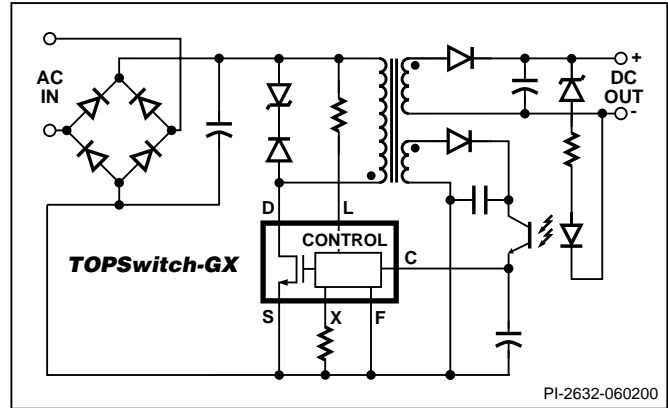 AC
IN
+
DC
OUT
-
D
L
CONTROL
C
TOPSwitch-GX
S
X
F
PI-2632-060200